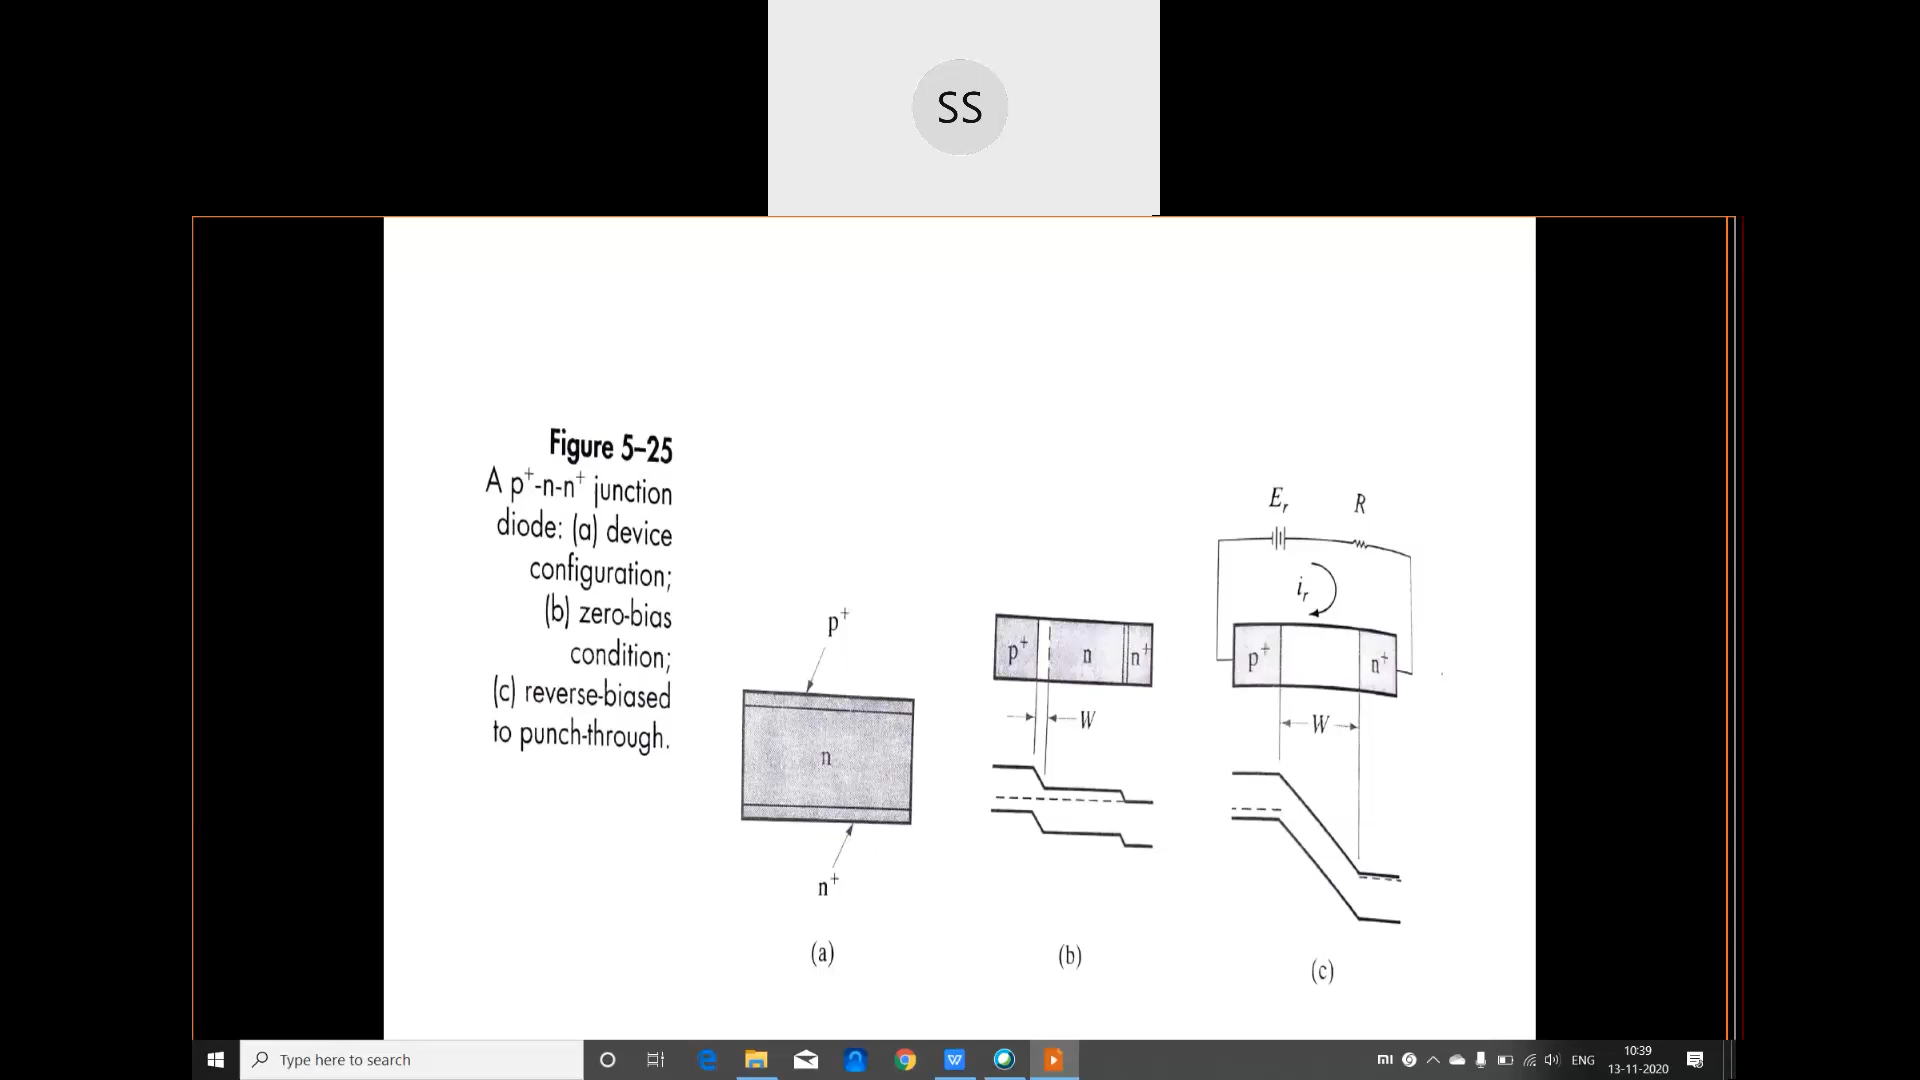 SS
Figure 5–25
A p⁺-n-n⁺ junction
diode: (a) device
configuration;
(b) zero-bias
condition;
(c) reverse-biased
to punch-through.
p⁺
n
n⁺
(a)
p⁺ n n⁺
W
(b)
Eᵣ R
iᵣ
p⁺ n⁺
W
(c)
Type here to search
mi ENG 10:39
13-11-2020